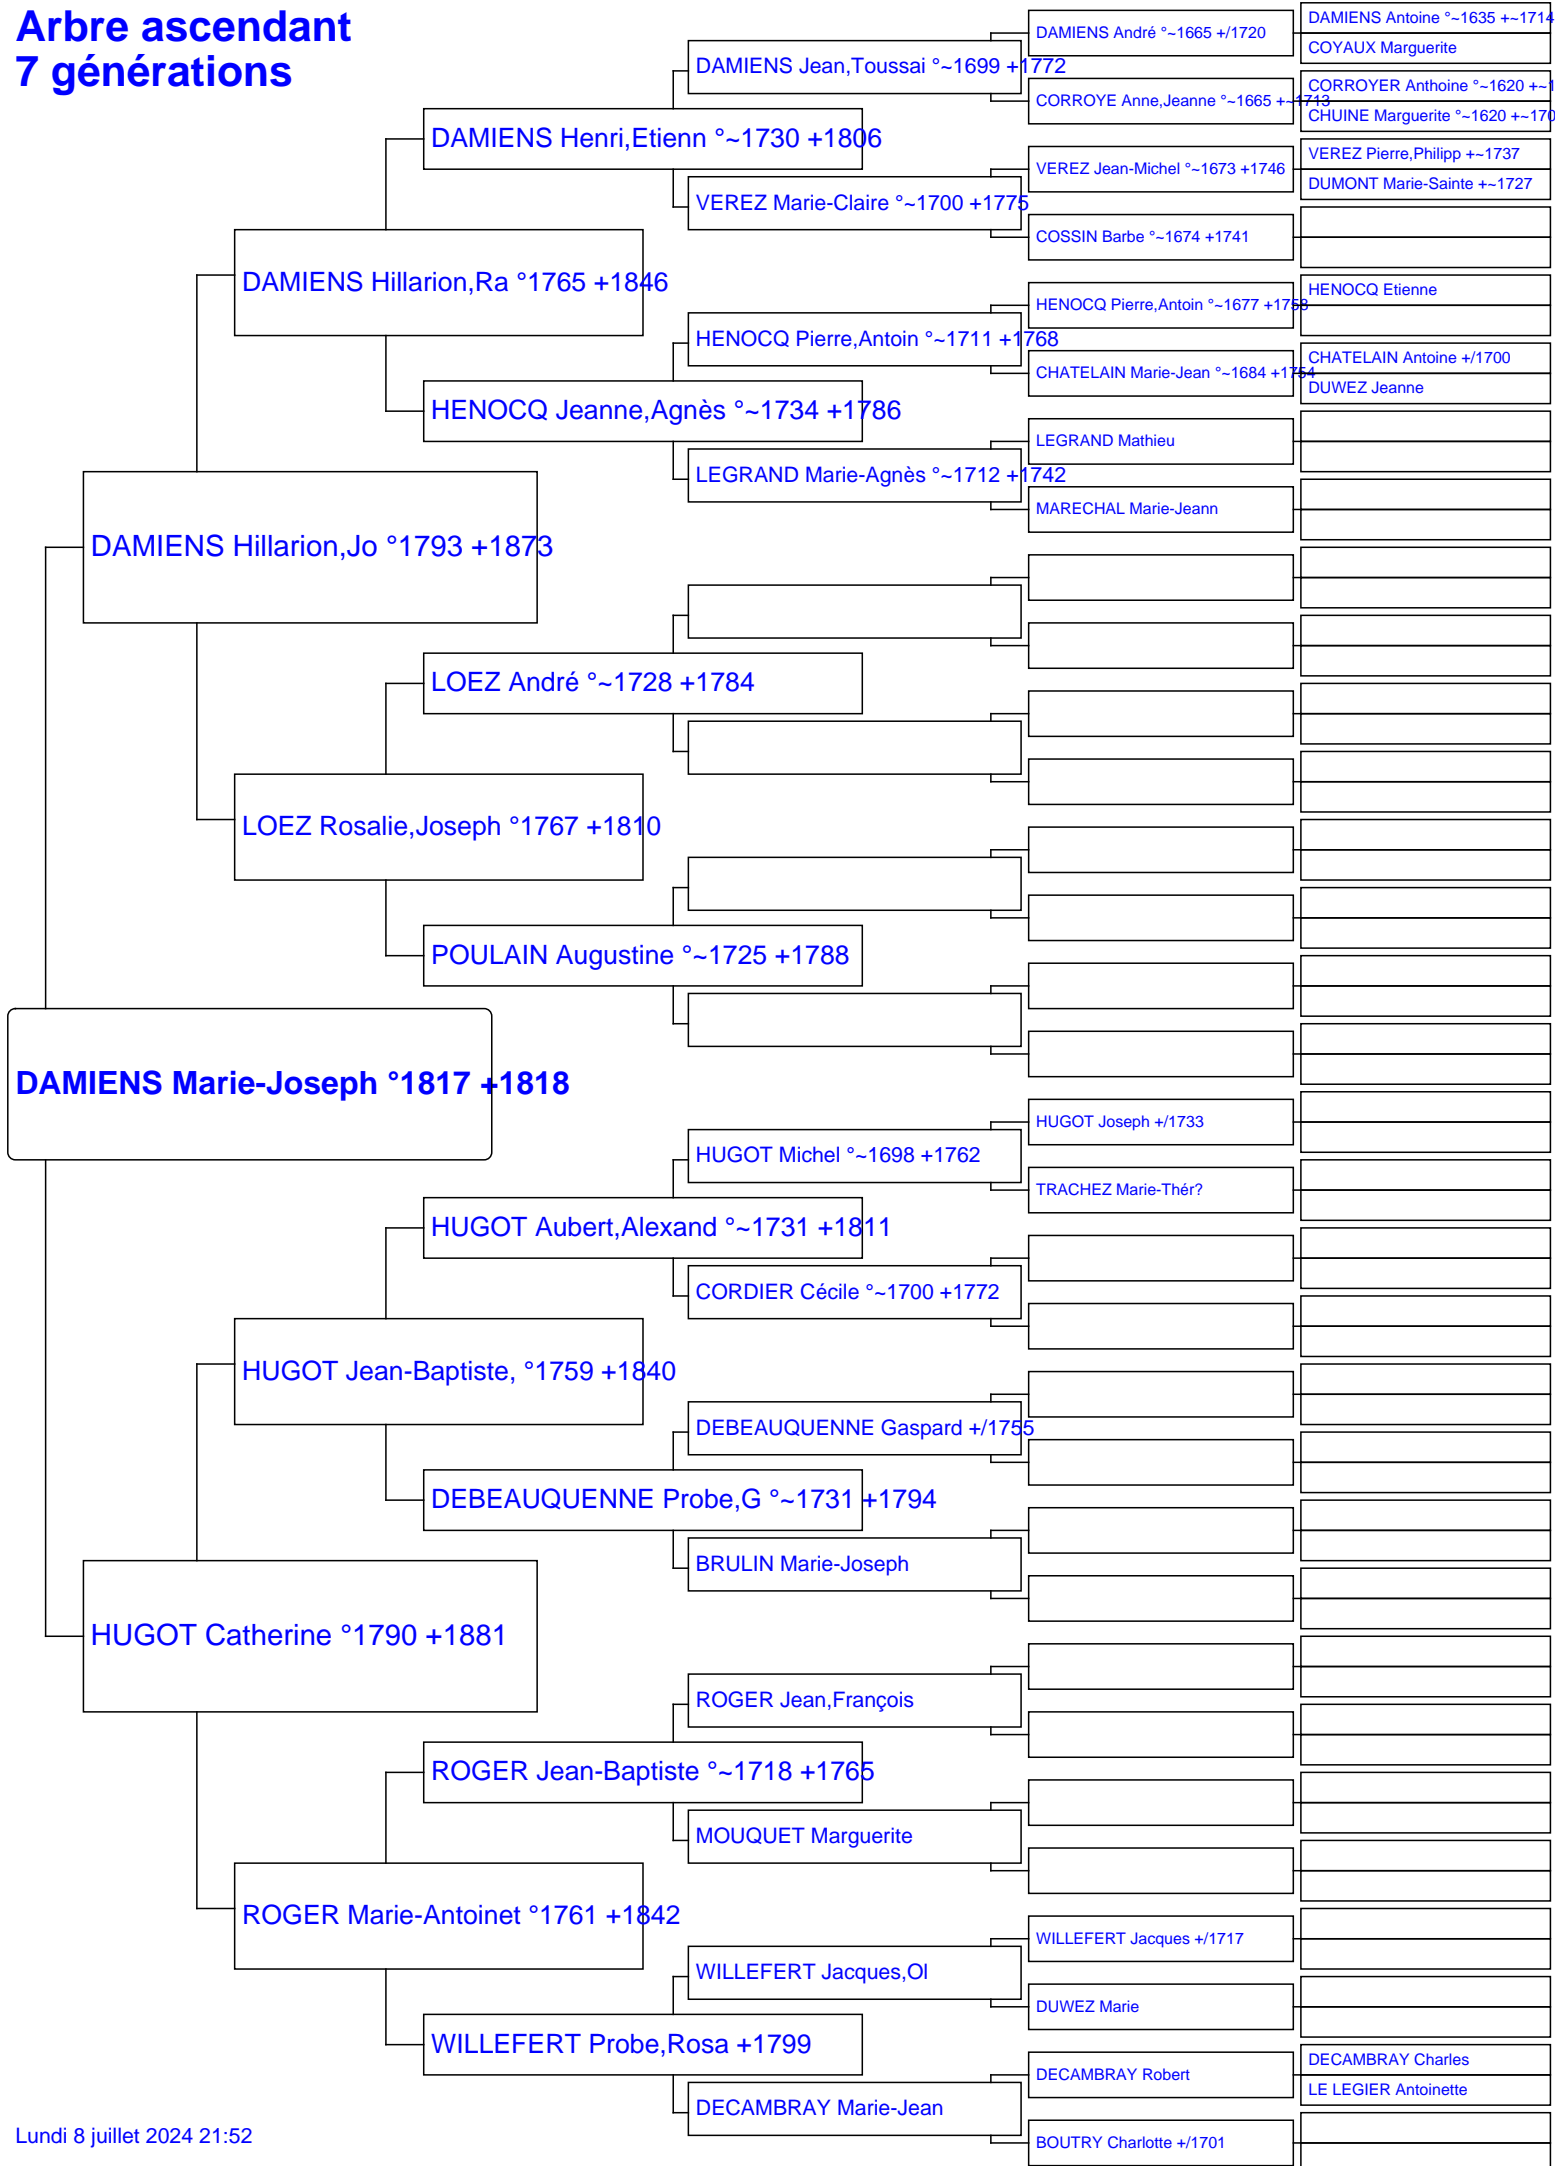 Arbre ascendant
7 générations
DAMIENS Antoine °~1635 +~1714
DAMIENS André °~1665 +/1720
COYAUX Marguerite
DAMIENS Jean,Toussai °~1699 +1772
CORROYER Anthoine °~1620 +~1
CORROYE Anne,Jeanne °~1665 +~1713
CHUINE Marguerite °~1620 +~170
DAMIENS Henri,Etienn °~1730 +1806
VEREZ Pierre,Philipp +~1737
VEREZ Jean-Michel °~1673 +1746
DUMONT Marie-Sainte +~1727
VEREZ Marie-Claire °~1700 +1775
COSSIN Barbe °~1674 +1741
DAMIENS Hillarion,Ra °1765 +1846
HENOCQ Etienne
HENOCQ Pierre,Antoin °~1677 +1758
HENOCQ Pierre,Antoin °~1711 +1768
CHATELAIN Antoine +/1700
CHATELAIN Marie-Jean °~1684 +1754
DUWEZ Jeanne
HENOCQ Jeanne,Agnès °~1734 +1786
LEGRAND Mathieu
LEGRAND Marie-Agnès °~1712 +1742
MARECHAL Marie-Jeann
DAMIENS Hillarion,Jo °1793 +1873
LOEZ André °~1728 +1784
LOEZ Rosalie,Joseph °1767 +1810
POULAIN Augustine °~1725 +1788
DAMIENS Marie-Joseph °1817 +1818
HUGOT Joseph +/1733
HUGOT Michel °~1698 +1762
TRACHEZ Marie-Thér?
HUGOT Aubert,Alexand °~1731 +1811
CORDIER Cécile °~1700 +1772
HUGOT Jean-Baptiste, °1759 +1840
DEBEAUQUENNE Gaspard +/1755
DEBEAUQUENNE Probe,G °~1731 +1794
BRULIN Marie-Joseph
HUGOT Catherine °1790 +1881
ROGER Jean,François
ROGER Jean-Baptiste °~1718 +1765
MOUQUET Marguerite
ROGER Marie-Antoinet °1761 +1842
WILLEFERT Jacques +/1717
WILLEFERT Jacques,Ol
DUWEZ Marie
WILLEFERT Probe,Rosa +1799
DECAMBRAY Charles
DECAMBRAY Robert
LE LEGIER Antoinette
DECAMBRAY Marie-Jean
BOUTRY Charlotte +/1701
Lundi 8 juillet 2024 21:52